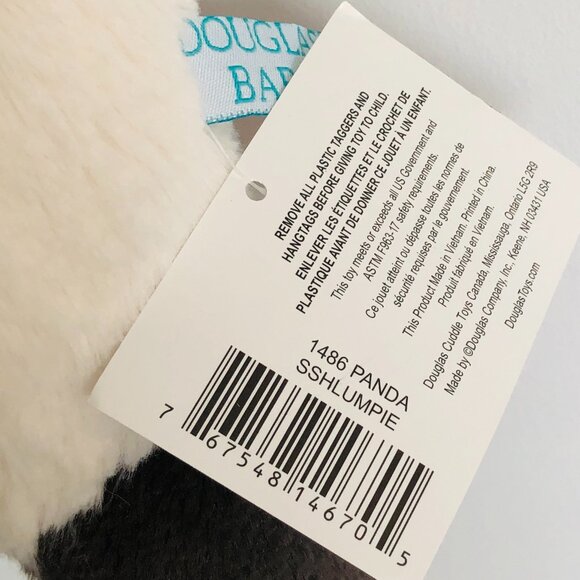 DOUGLAS
BAB
REMOVE ALL PLASTIC TAGGERS AND
HANGTAGS BEFORE GIVING TOY TO CHILD.
ENLEVER LES ÉTIQUETTES ET LE CROCHET DE
PLASTIQUE AVANT DE DONNER CE JOUET À UN ENFANT.
This toy meets or exceeds all US Government and
ASTM F963-17 safety requirements.
Ce jouet atteint ou dépasse toutes les normes de
sécurité requises par le gouvernement.
This Product Made in Vietnam. Printed in China.
Produit fabriqué en Vietnam.
Douglas Cuddle Toys Canada, Mississauga, Ontario L5C 2R9
Made by ©Douglas Company, Inc., Keene, NH 03431 USA
DouglasToys.com
1486 PANDA
SSHLUMPIE
7 67548 14670 5